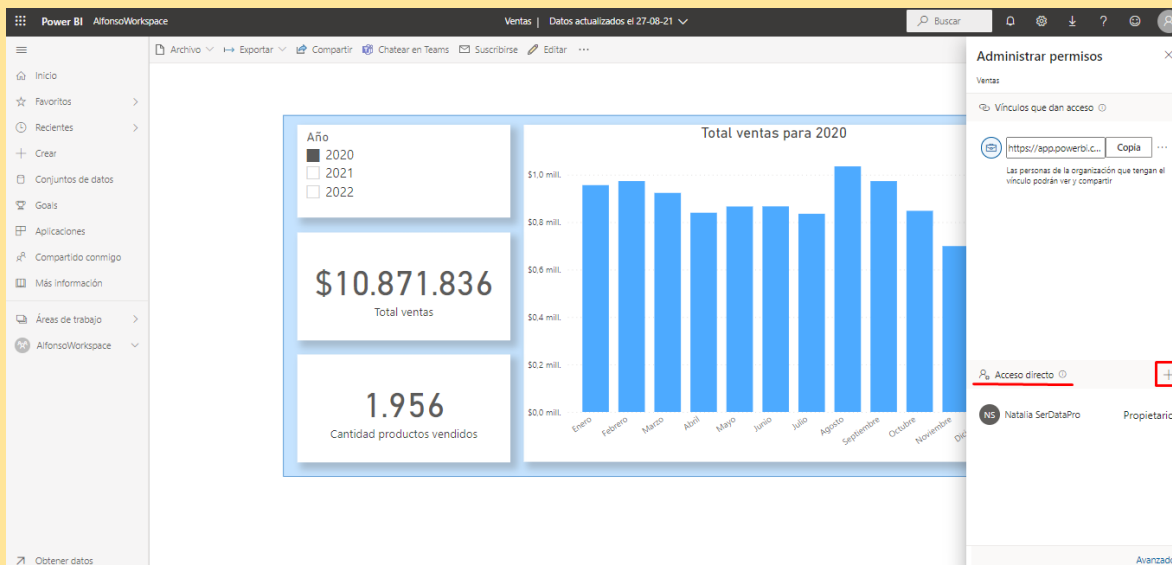 Power BI AlfonsoWorkspace
Ventas | Datos actualizados el 27-08-21
Buscar
Archivo
Exportar
Compartir
Chatear en Teams
Suscribirse
Editar
...
Inicio
Favoritos
Recientes
Crear
Conjuntos de datos
Goals
Aplicaciones
Compartido conmigo
Más información
Áreas de trabajo
AlfonsoWorkspace
Obtener datos
Año
2020
2021
2022
$10.871.836
Total ventas
1.956
Cantidad productos vendidos
Total ventas para 2020
$1,0 mill.
$0,8 mill.
$0,6 mill.
$0,4 mill.
$0,2 mill.
$0,0 mill.
Enero
Febrero
Marzo
Abril
Mayo
Junio
Julio
Agosto
Septiembre
Octubre
Noviembre
Dic
Administrar permisos
Ventas
Vínculos que dan acceso
https://app.powerbi.c...
Copia
...
Las personas de la organización que tengan el
vínculo podrán ver y compartir
Acceso directo
NS Natalia SerDataPro Propietario
Avanzado